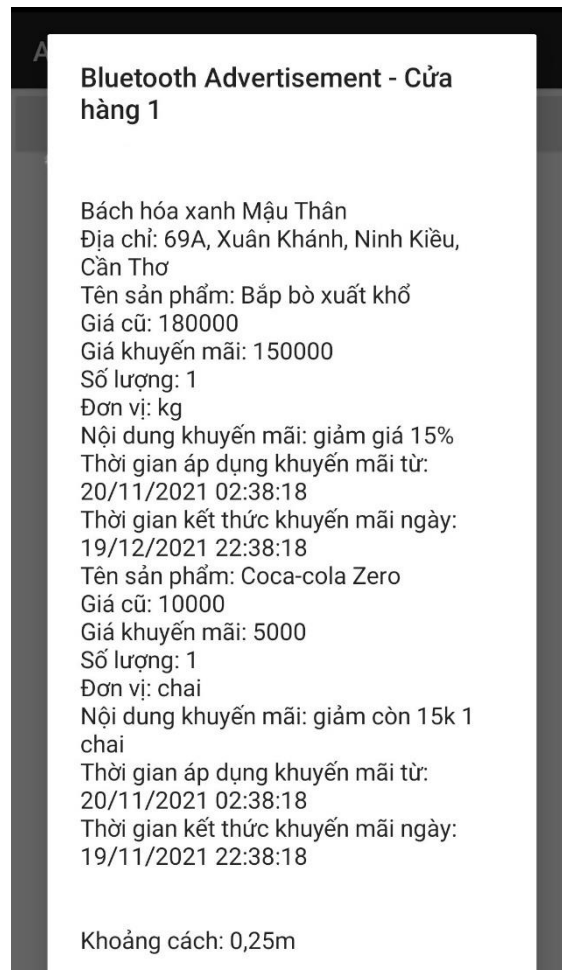 A
Bluetooth Advertisement - Cửa
hàng 1
Bách hóa xanh Mậu Thân
Địa chỉ: 69A, Xuân Khánh, Ninh Kiều,
Cần Thơ
Tên sản phẩm: Bắp bò xuất khổ
Giá cũ: 180000
Giá khuyến mãi: 150000
Số lượng: 1
Đơn vị: kg
Nội dung khuyến mãi: giảm giá 15%
Thời gian áp dụng khuyến mãi từ:
20/11/2021 02:38:18
Thời gian kết thức khuyến mãi ngày:
19/12/2021 22:38:18
Tên sản phẩm: Coca-cola Zero
Giá cũ: 10000
Giá khuyến mãi: 5000
Số lượng: 1
Đơn vị: chai
Nội dung khuyến mãi: giảm còn 15k 1
chai
Thời gian áp dụng khuyến mãi từ:
20/11/2021 02:38:18
Thời gian kết thức khuyến mãi ngày:
19/11/2021 22:38:18
Khoảng cách: 0,25m